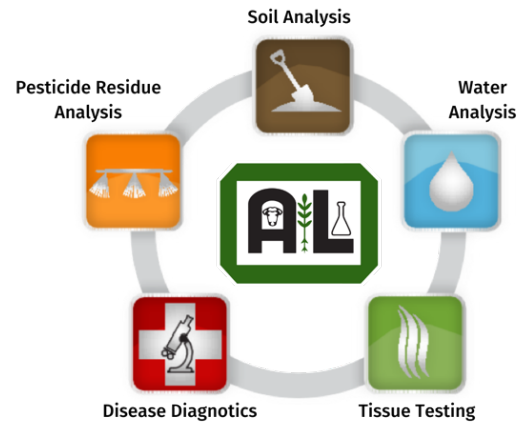 Soil Analysis
Pesticide Residue
Analysis
Water
Analysis
AL
Disease Diagnotics
Tissue Testing